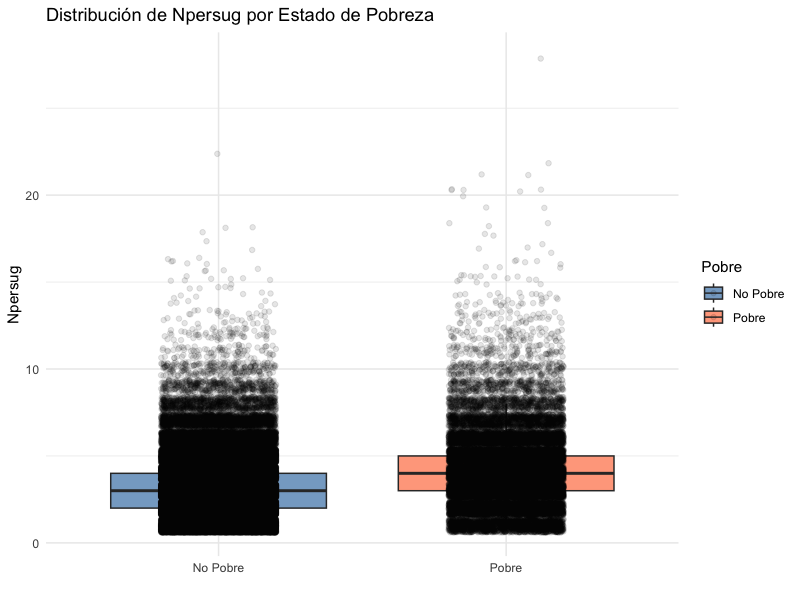 Distribución de Npersug por Estado de Pobreza
Npersug
20
10
0
No Pobre
Pobre
Pobre
No Pobre
Pobre